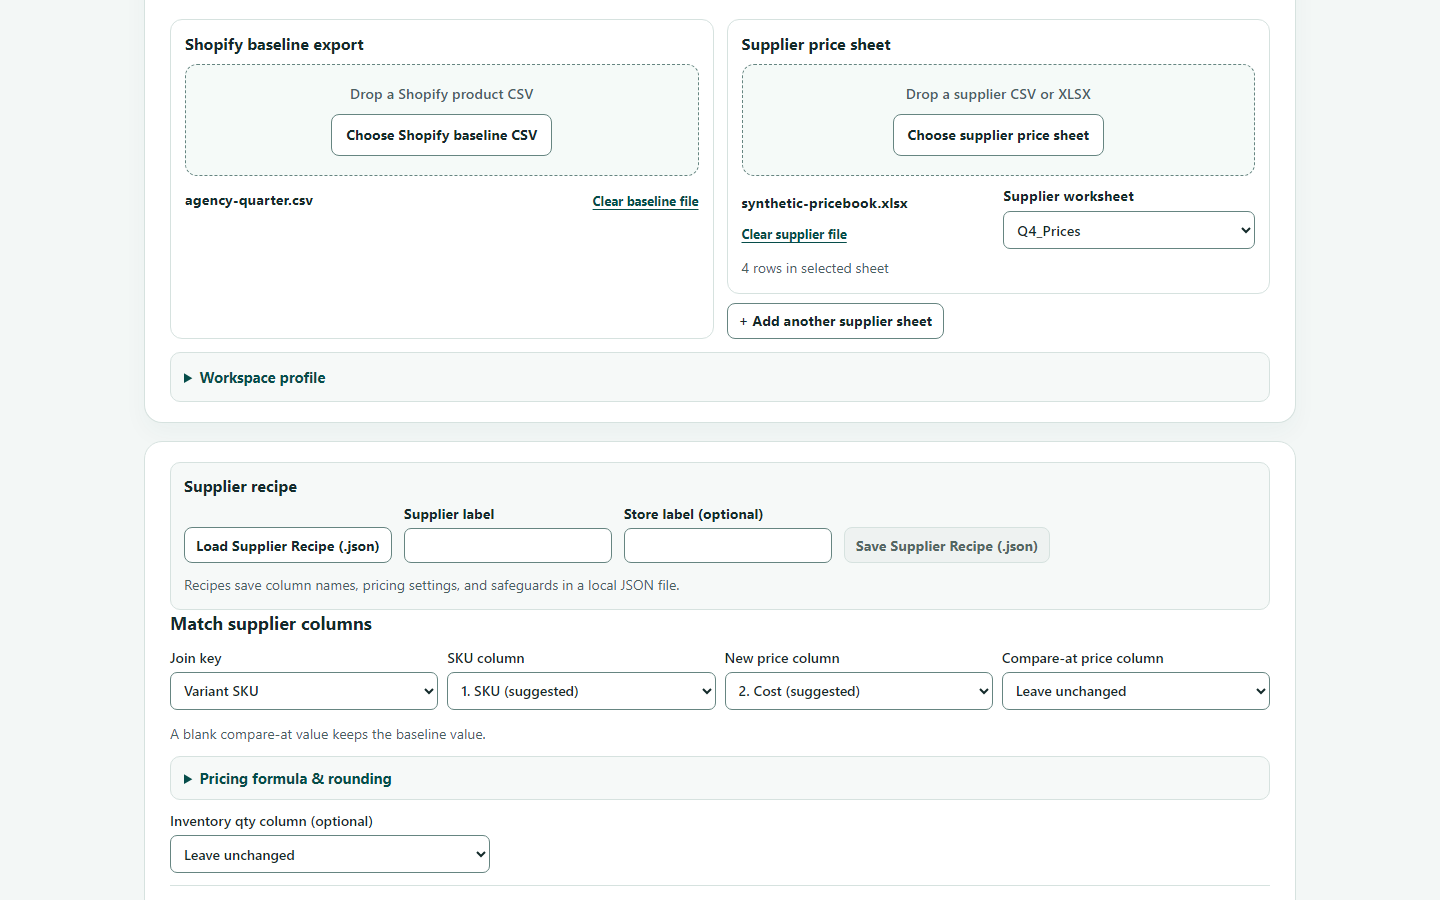 Shopify baseline export
Drop a Shopify product CSV
Choose Shopify baseline CSV
agency-quarter.csv
Clear baseline file
Supplier price sheet
Drop a supplier CSV or XLSX
Choose supplier price sheet
synthetic-pricebook.xlsx
Clear supplier file
4 rows in selected sheet
Supplier worksheet
Q4_Prices
+ Add another supplier sheet
Workspace profile
Supplier recipe
Load Supplier Recipe (.json)
Supplier label
Store label (optional)
Save Supplier Recipe (.json)
Recipes save column names, pricing settings, and safeguards in a local JSON file.
Match supplier columns
Join key
Variant SKU
SKU column
1. SKU (suggested)
New price column
2. Cost (suggested)
Compare-at price column
Leave unchanged
A blank compare-at value keeps the baseline value.
Pricing formula & rounding
Inventory qty column (optional)
Leave unchanged